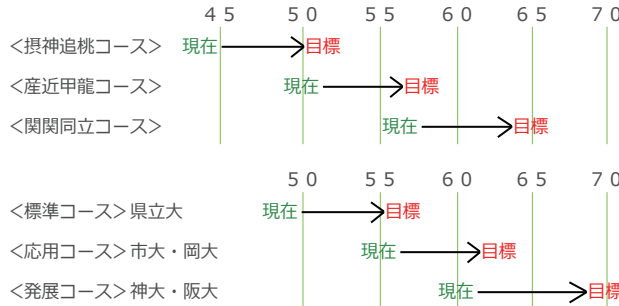 ４５ ５０ ５５ ６０ ６５ ７０
＜摂神追桃コース＞ 現在 目標
＜産近甲龍コース＞ 現在 目標
＜関関同立コース＞ 現在 目標
５０ ５５ ６０ ６５ ７０
＜標準コース＞県立大 現在 目標
＜応用コース＞市大・岡大 現在 目標
＜発展コース＞神大・阪大 現在 目標